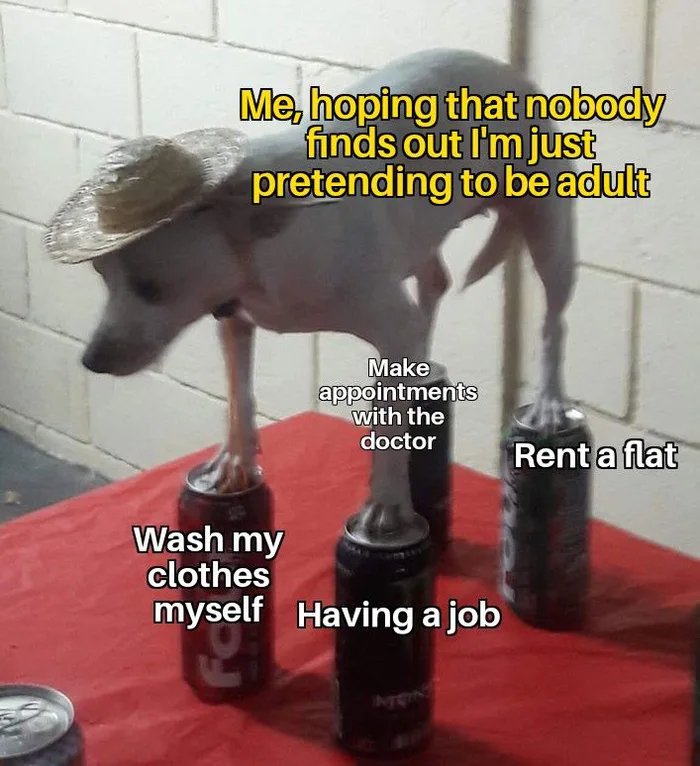 Me, hoping that nobody
finds out I'm just
pretending to be adult
Make
appointments
with the
doctor
Rent a flat
Wash my
clothes
myself
Having a job